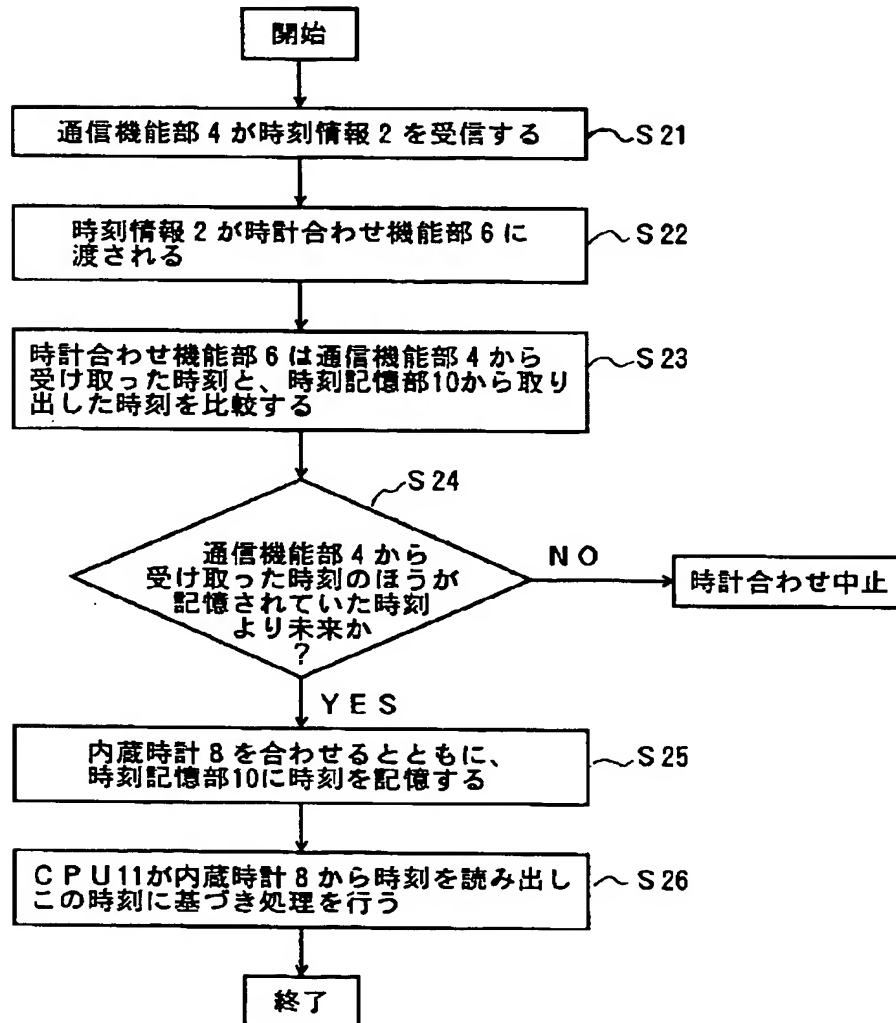 開始
通信機能部4が時刻情報2を受信する
S21
時刻情報2が時計合わせ機能部6に
渡される
S22
時計合わせ機能部6は通信機能部4から
受け取った時刻と、時刻記憶部10から取り
出した時刻を比較する
S23
S24
通信機能部4から
受け取った時刻のほうが
記憶されていた時刻
より未来か
?
NO
時計合わせ中止
YES
内蔵時計8を合わせるとともに、
時刻記憶部10に時刻を記憶する
S25
CPU11が内蔵時計8から時刻を読み出し
この時刻に基づき処理を行う
S26
終了